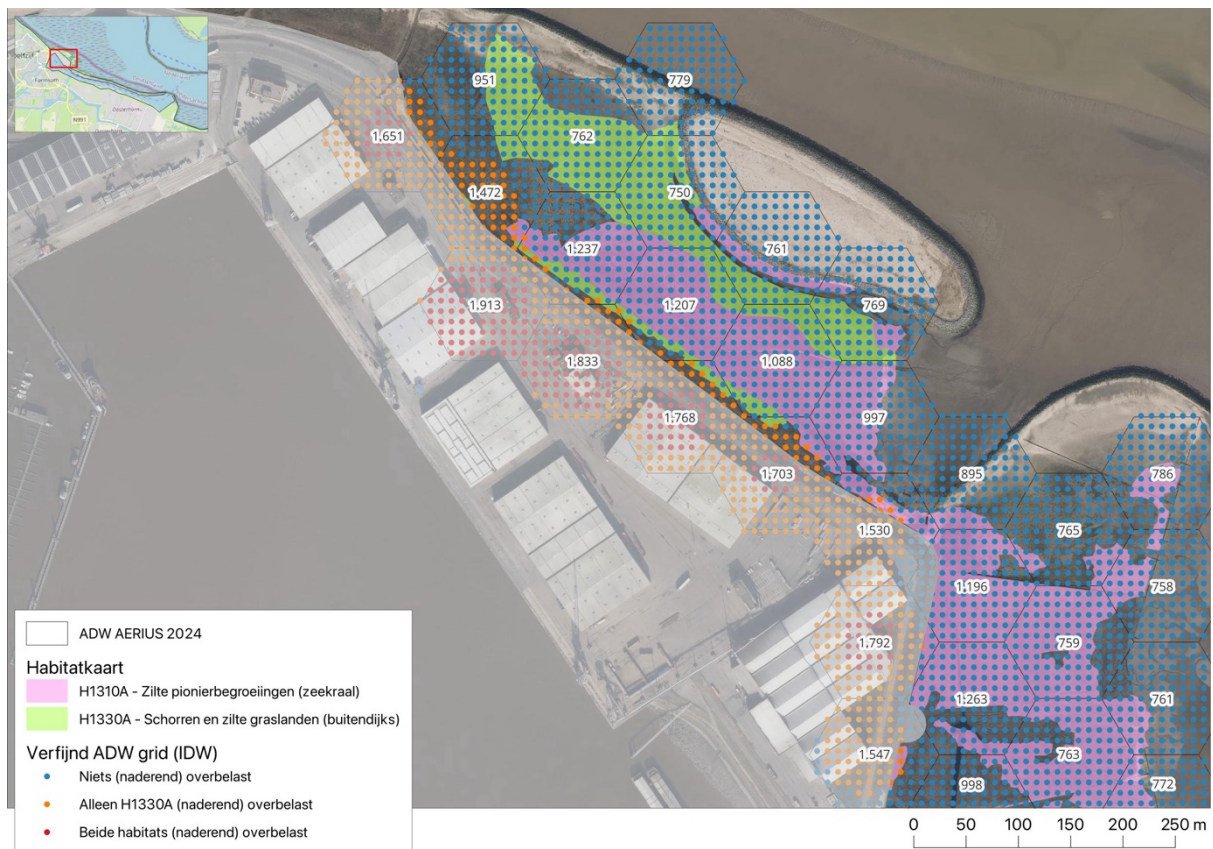 Farmsum
N991
951
779
1.651
762
1.472
750
1.237
761
1.913
1.207
769
1.833
1.088
1.768
997
1.703
895
786
1.530
765
1.196
758
1.792
759
1.263
761
1.547
763
998
772
ADW AERIUS 2024
Habitatkaart
H1310A - Zilte pionierbegroeiingen (zeekraal)
H1330A - Schorren en zilte graslanden (buitendijks)
Verfijnd ADW grid (IDW)
Niets (naderend) overbelast
Alleen H1330A (naderend) overbelast
Beide habitats (naderend) overbelast
0 50 100 150 200 250 m